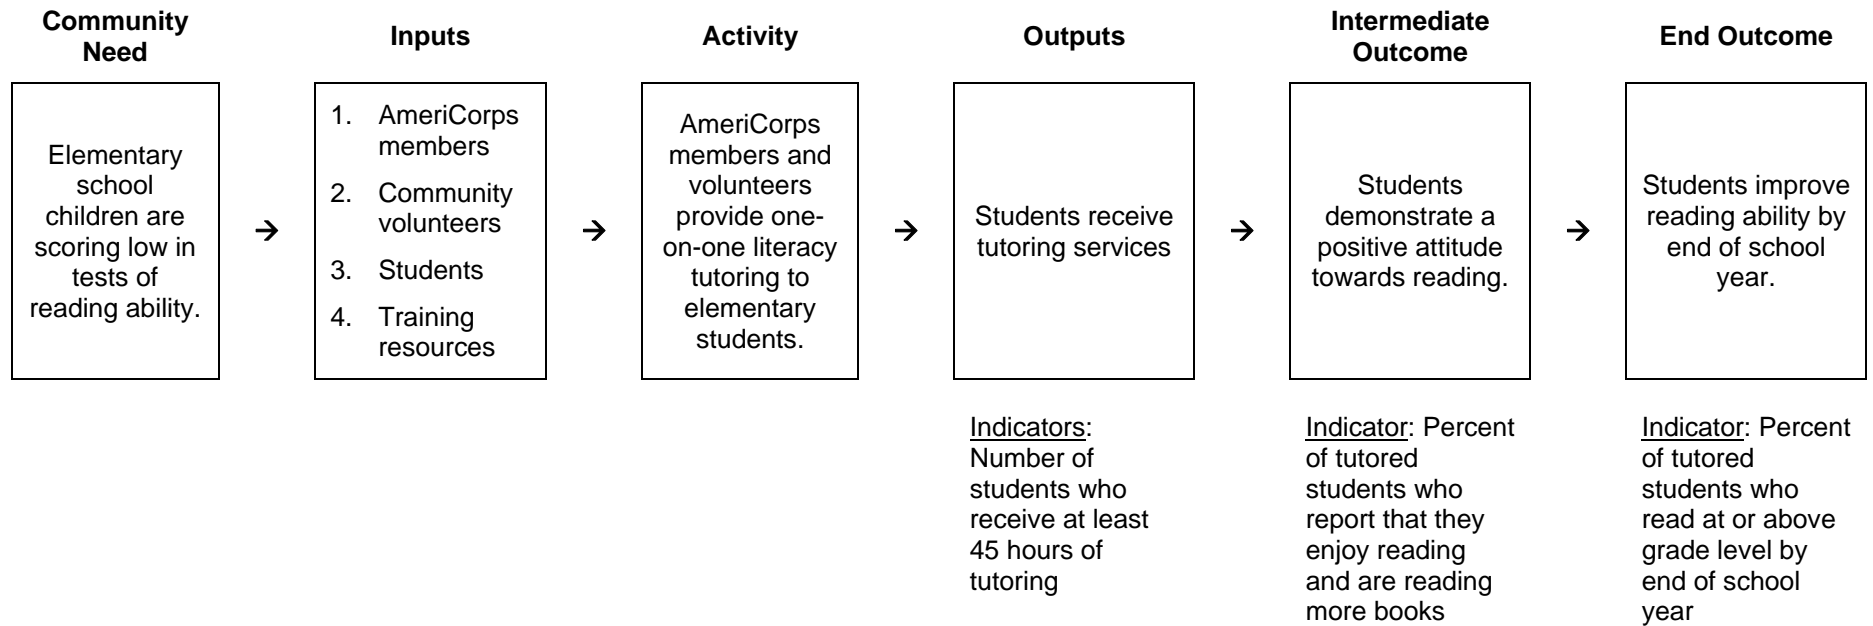 Community
Need
Inputs
Activity
Outputs
Intermediate
Outcome
End Outcome
Elementary
school
children are
scoring low in
tests of
reading ability.
→
1. AmeriCorps
members
2. Community
volunteers
3. Students
4. Training
resources
→
AmeriCorps
members and
volunteers
provide one-
on-one literacy
tutoring to
elementary
students.
→
Students receive
tutoring services
→
Students
demonstrate a
positive attitude
towards reading.
→
Students improve
reading ability by
end of school
year.
Indicators:
Number of
students who
receive at least
45 hours of
tutoring
Indicator: Percent
of tutored
students who
report that they
enjoy reading
and are reading
more books
Indicator: Percent
of tutored
students who
read at or above
grade level by
end of school
year